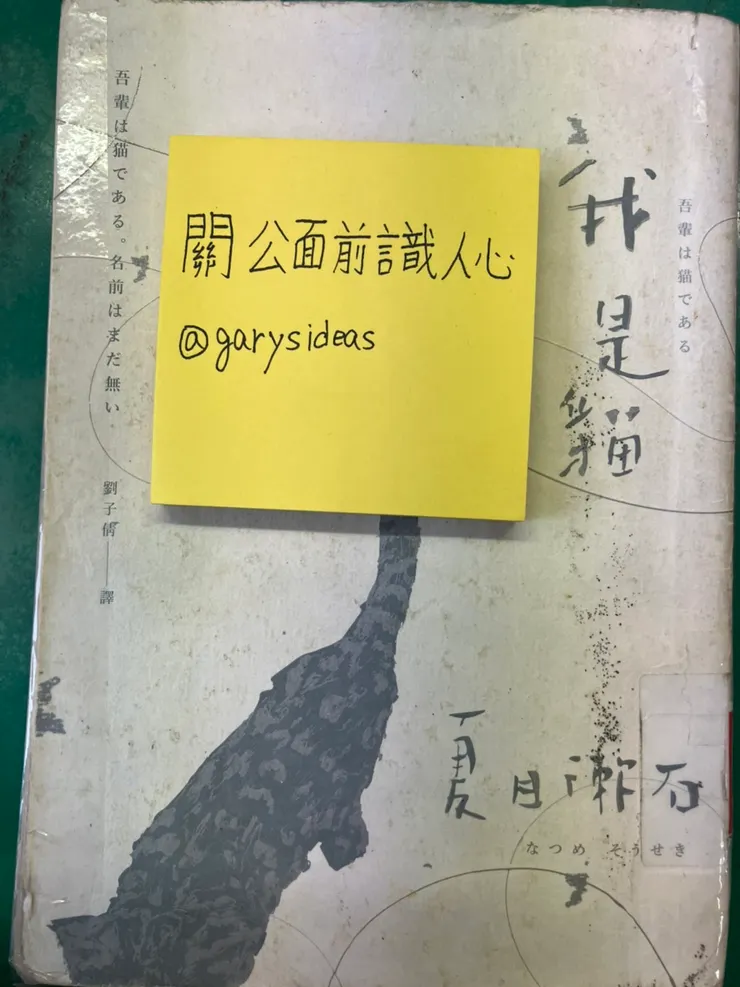 關公面前識人心
@garysideas
我是貓
吾輩は猫である
吾輩は猫である。名前はまだ無い。
劉子倩——譯
夏目漱石
なつめ そうせき